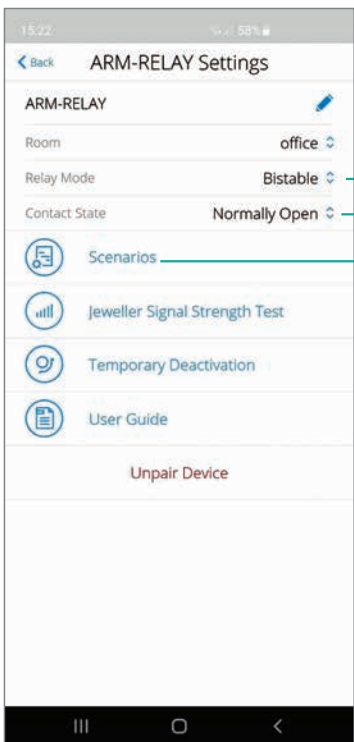 15:22 58%
Back ARM-RELAY Settings
ARM-RELAY
Room office
Relay Mode Bistable
Contact State Normally Open
Scenarios
Jeweller Signal Strength Test
Temporary Deactivation
User Guide
Unpair Device